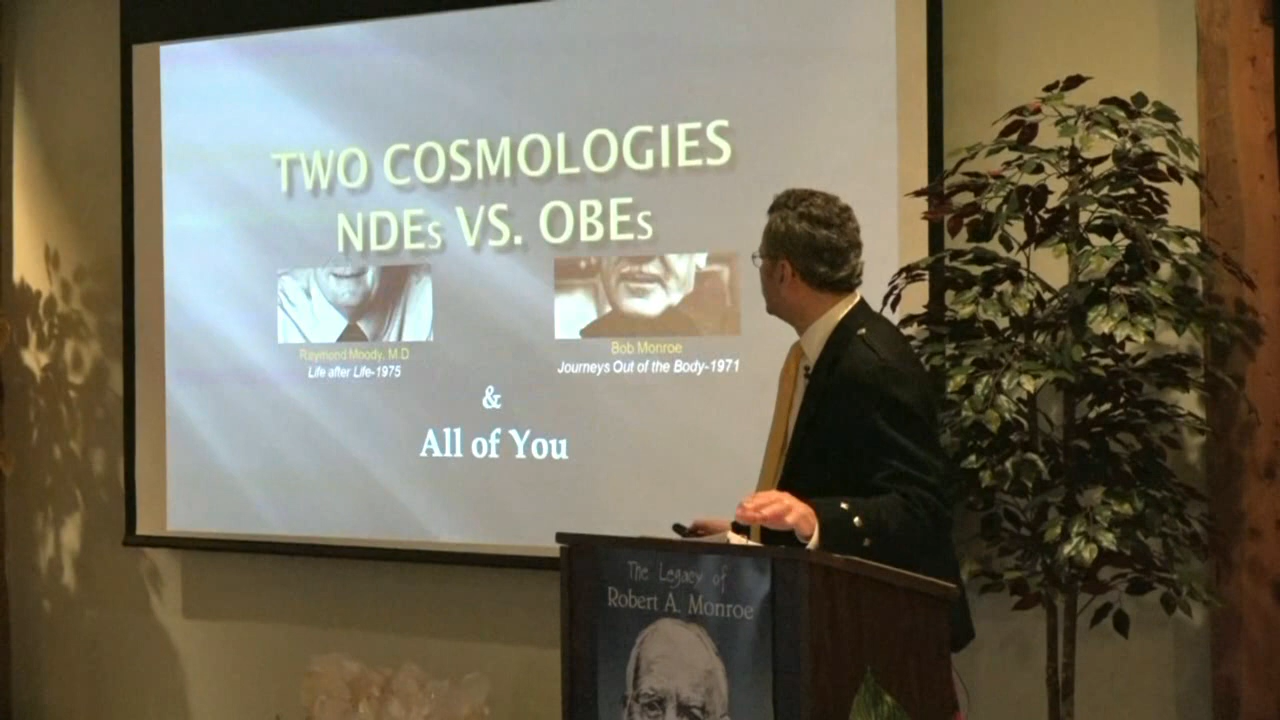 TWO COSMOLOGIES
NDEs VS. OBEs
Raymond Moody, M.D
Life after Life-1975
Bob Monroe
Journeys Out of the Body-1971
&
All of You
The Legacy of
Robert A. Monroe